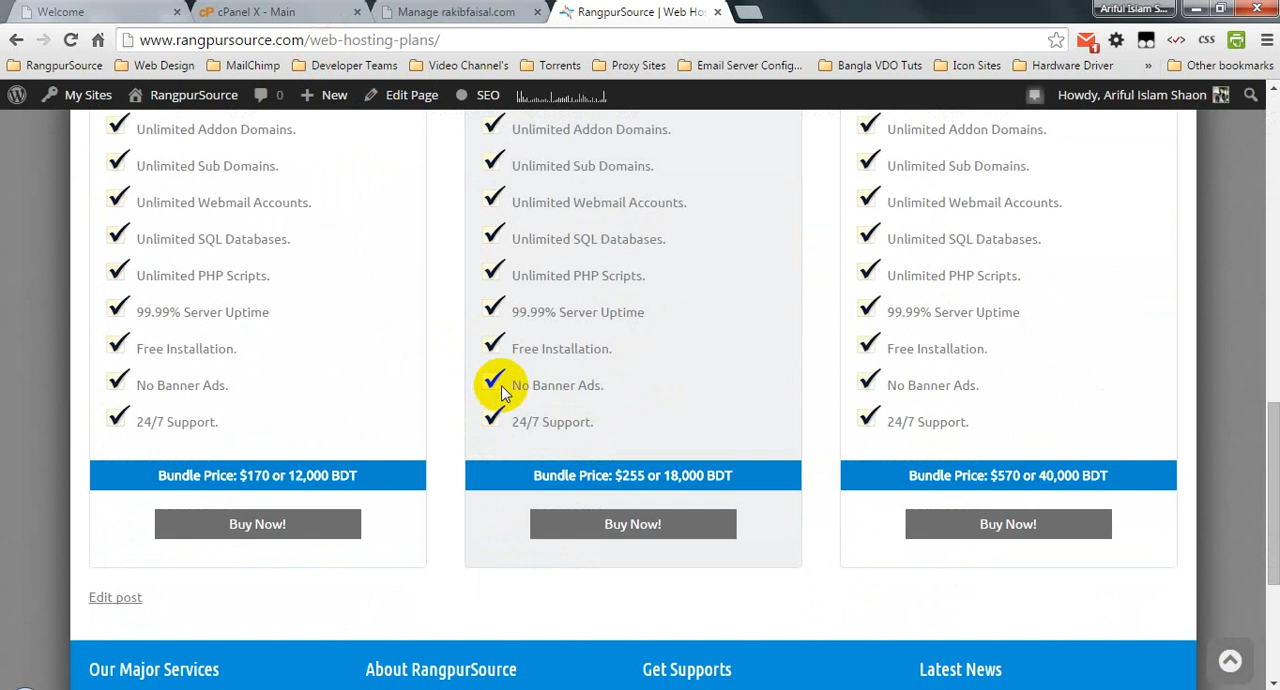 Welcome
cP cPanel X - Main
Manage rakibfaisal.com
RangpurSource | Web Ho
Ariful Islam S...
www.rangpursource.com/web-hosting-plans/
1
CSS
RangpurSource
Web Design
MailChimp
Developer Teams
Video Channel's
Torrents
Proxy Sites
Email Server Config...
Bangla VDO Tuts
Icon Sites
Hardware Driver
»
Other bookmarks
My Sites
RangpurSource
0
New
Edit Page
SEO
Howdy, Ariful Islam Shaon
Unlimited Addon Domains.
Unlimited Sub Domains.
Unlimited Webmail Accounts.
Unlimited SQL Databases.
Unlimited PHP Scripts.
99.99% Server Uptime
Free Installation.
No Banner Ads.
24/7 Support.
Bundle Price: $170 or 12,000 BDT
Buy Now!
Unlimited Addon Domains.
Unlimited Sub Domains.
Unlimited Webmail Accounts.
Unlimited SQL Databases.
Unlimited PHP Scripts.
99.99% Server Uptime
Free Installation.
No Banner Ads.
24/7 Support.
Bundle Price: $255 or 18,000 BDT
Buy Now!
Unlimited Addon Domains.
Unlimited Sub Domains.
Unlimited Webmail Accounts.
Unlimited SQL Databases.
Unlimited PHP Scripts.
99.99% Server Uptime
Free Installation.
No Banner Ads.
24/7 Support.
Bundle Price: $570 or 40,000 BDT
Buy Now!
Edit post
Our Major Services
About RangpurSource
Get Supports
Latest News